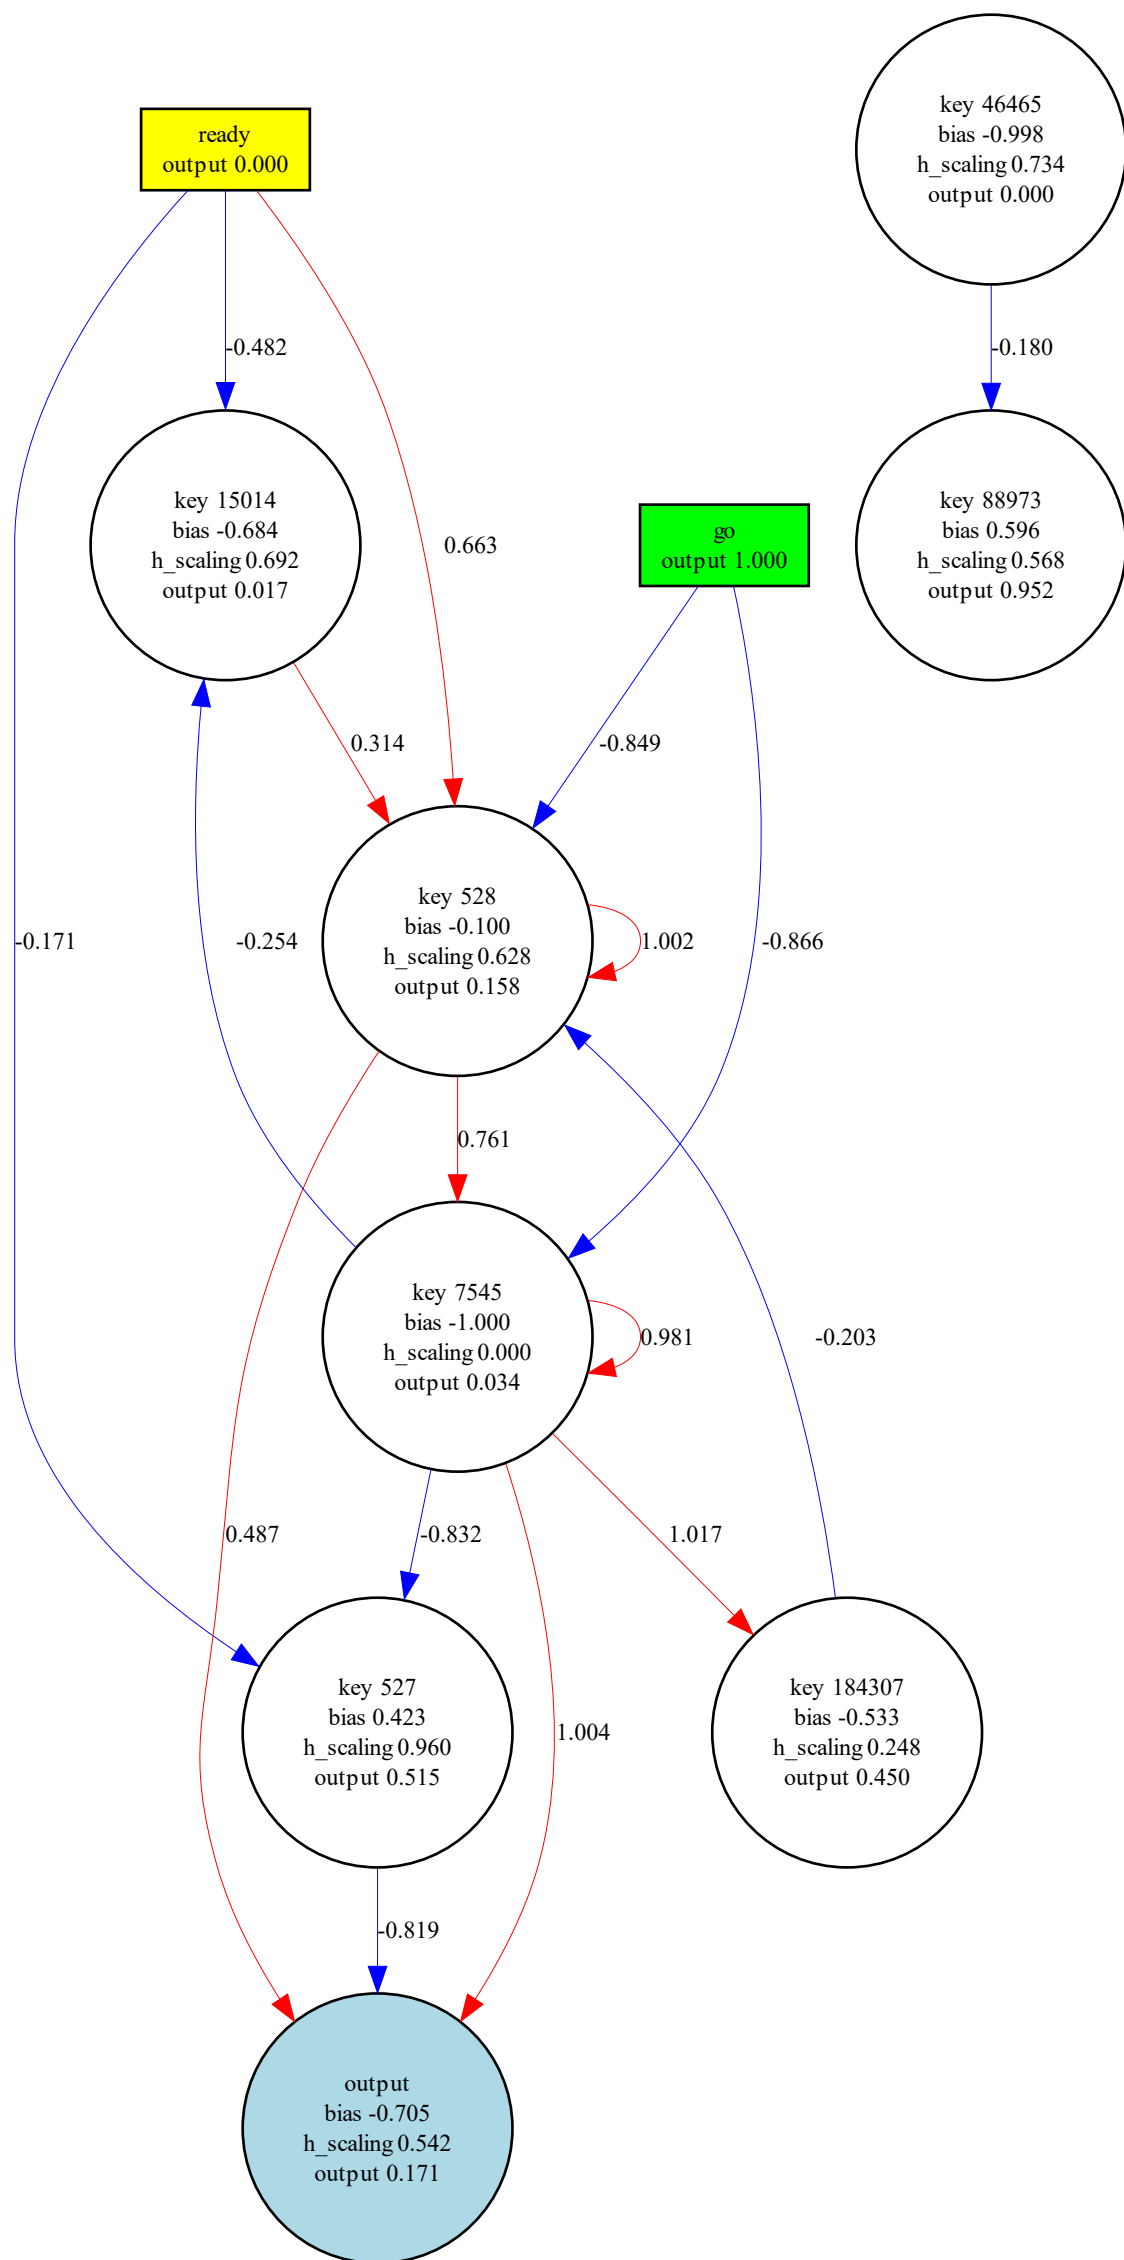 key 46465
bias -0.998
h_scaling 0.734
output 0.000
ready
output 0.000
-0.482
-0.180
key 15014
bias -0.684
h_scaling 0.692
output 0.017
0.663
go
output 1.000
key 88973
bias 0.596
h_scaling 0.568
output 0.952
0.314
-0.849
-0.171
-0.254
key 528
bias -0.100
h_scaling 0.628
output 0.158
1.002
-0.866
0.761
key 7545
bias -1.000
h_scaling 0.000
output 0.034
0.981
-0.203
0.487
-0.832
1.017
key 527
bias 0.423
h_scaling 0.960
output 0.515
1.004
key 184307
bias -0.533
h_scaling 0.248
output 0.450
-0.819
output
bias -0.705
h_scaling 0.542
output 0.171